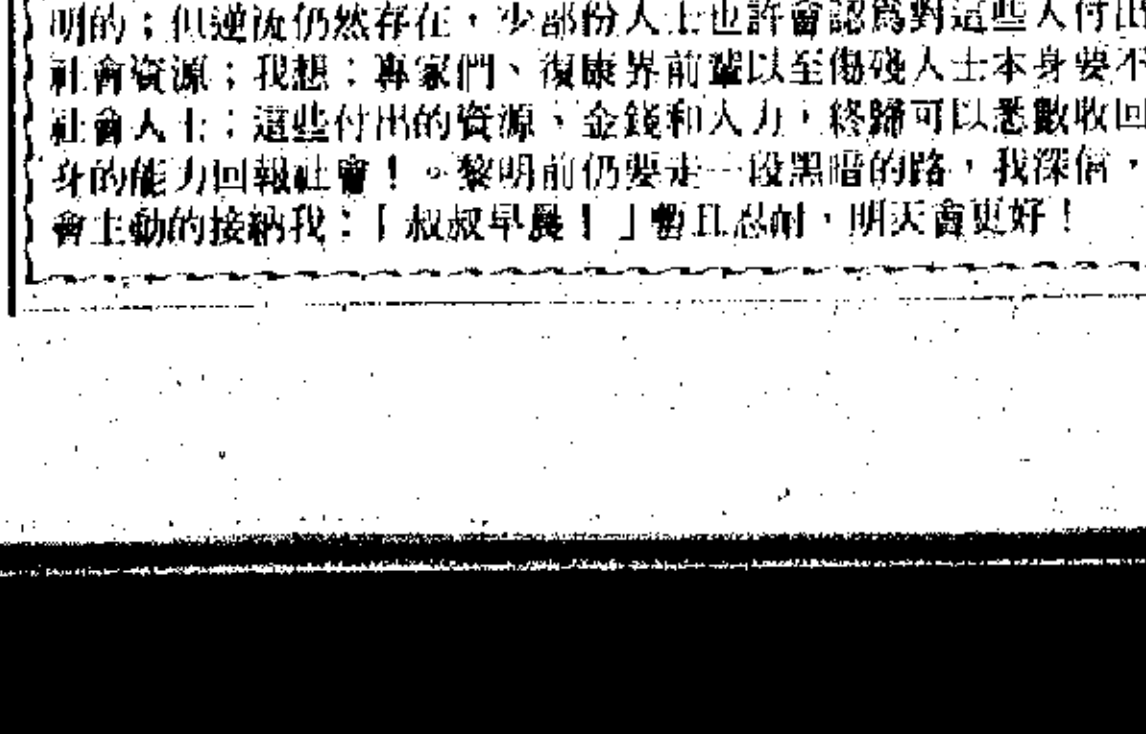 明的；但逆流仍然存在，少部份人士也許會認爲對這些人付出
社會資源；我想：專家們、復康界前輩以至傷殘人士本身要不
社會人士；這些付出的資源、金錢和人力，終歸可以悉數收回
身的能力回報社會！。黎明前仍要走一段黑暗的路，我深信，
會主動的接納我：「叔叔早晨！」暫且忍耐，明天會更好！